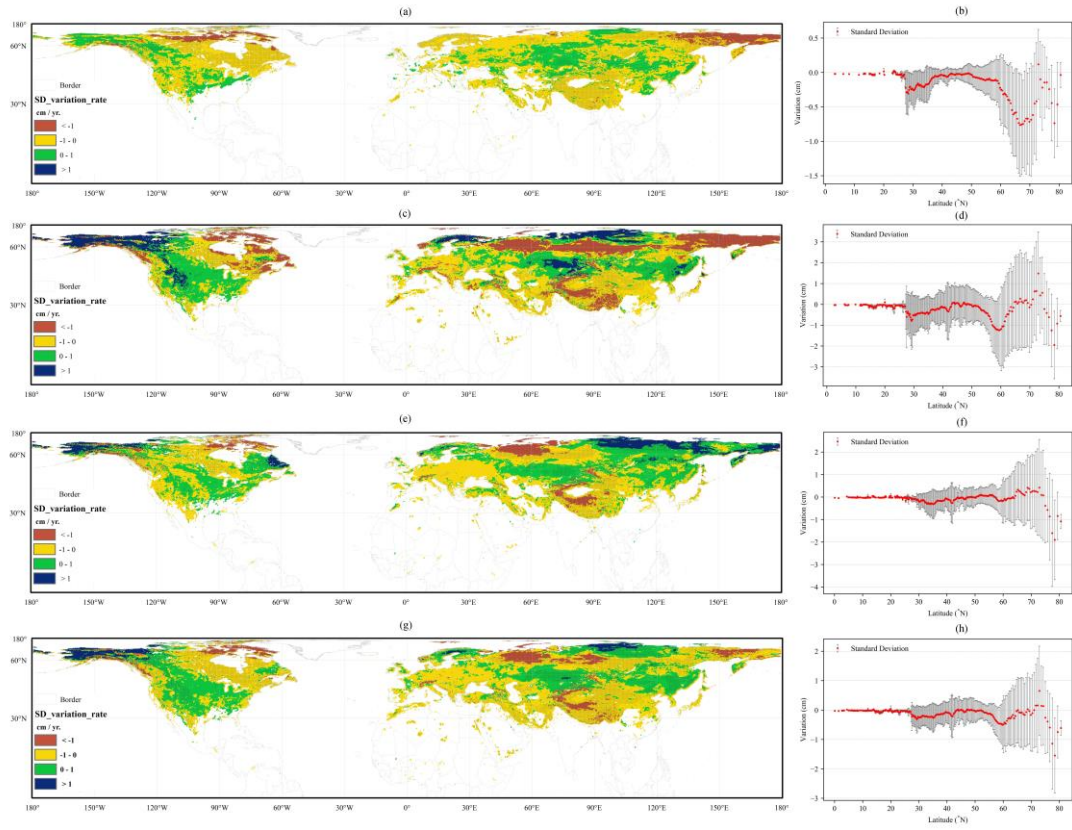 (a)
180°
60°N
30°N
Border
SD_variation_rate
cm / yr.
< -1
-1 - 0
0 - 1
> 1
180° 150°W 120°W 90°W 60°W 30°W 0° 30°E 60°E 90°E 120°E 150°E 180°
(b)
Standard Deviation
Variation (cm)
0.5
0.0
−0.5
−1.0
−1.5
0 10 20 30 40 50 60 70 80
Latitude (°N)
(c)
180°
60°N
30°N
Border
SD_variation_rate
cm / yr.
< -1
-1 - 0
0 - 1
> 1
180° 150°W 120°W 90°W 60°W 30°W 0° 30°E 60°E 90°E 120°E 150°E 180°
(d)
Standard Deviation
Variation (cm)
3
2
1
0
−1
−2
−3
0 10 20 30 40 50 60 70 80
Latitude (°N)
(e)
180°
60°N
30°N
Border
SD_variation_rate
cm / yr.
< -1
-1 - 0
0 - 1
> 1
180° 150°W 120°W 90°W 60°W 30°W 0° 30°E 60°E 90°E 120°E 150°E 180°
(f)
Standard Deviation
Variation (cm)
2
1
0
−1
−2
−3
−4
0 10 20 30 40 50 60 70 80
Latitude (°N)
(g)
180°
60°N
30°N
Border
SD_variation_rate
cm / yr.
< -1
-1 - 0
0 - 1
> 1
180° 150°W 120°W 90°W 60°W 30°W 0° 30°E 60°E 90°E 120°E 150°E 180°
(h)
Standard Deviation
Variation (cm)
2
1
0
−1
−2
−3
0 10 20 30 40 50 60 70 80
Latitude (°N)